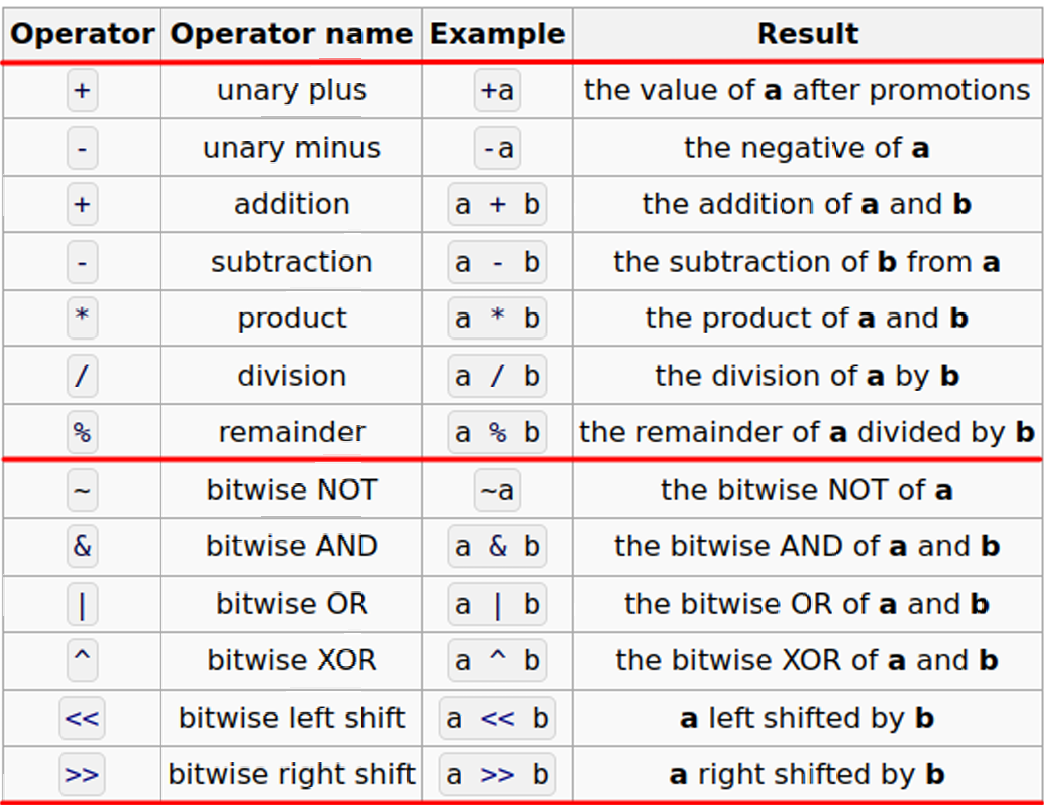 Operator Operator name Example Result
+ unary plus +a the value of a after promotions
- unary minus -a the negative of a
+ addition a + b the addition of a and b
- subtraction a - b the subtraction of b from a
* product a * b the product of a and b
/ division a / b the division of a by b
% remainder a % b the remainder of a divided by b
~ bitwise NOT ~a the bitwise NOT of a
& bitwise AND a & b the bitwise AND of a and b
| bitwise OR a | b the bitwise OR of a and b
^ bitwise XOR a ^ b the bitwise XOR of a and b
<< bitwise left shift a << b a left shifted by b
>> bitwise right shift a >> b a right shifted by b